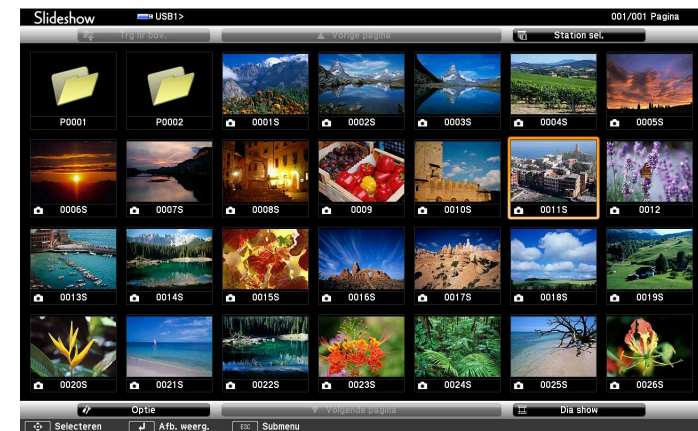 Slideshow USB1> 001/001 Pagina
Trg nr bov. ▲ Vorige pagina Station sel.
P0001 P0002 0001S 0002S 0003S 0004S 0005S
0006S 0007S 0008S 0009 0010S 0011S 0012
0013S 0014S 0015S 0016S 0017S 0018S 0019S
0020S 0021S 0022S 0023S 0024S 0025S 0026S
Optie ▼ Volgende pagina Dia show
Selecteren Afb. weerg. ESC Submenu